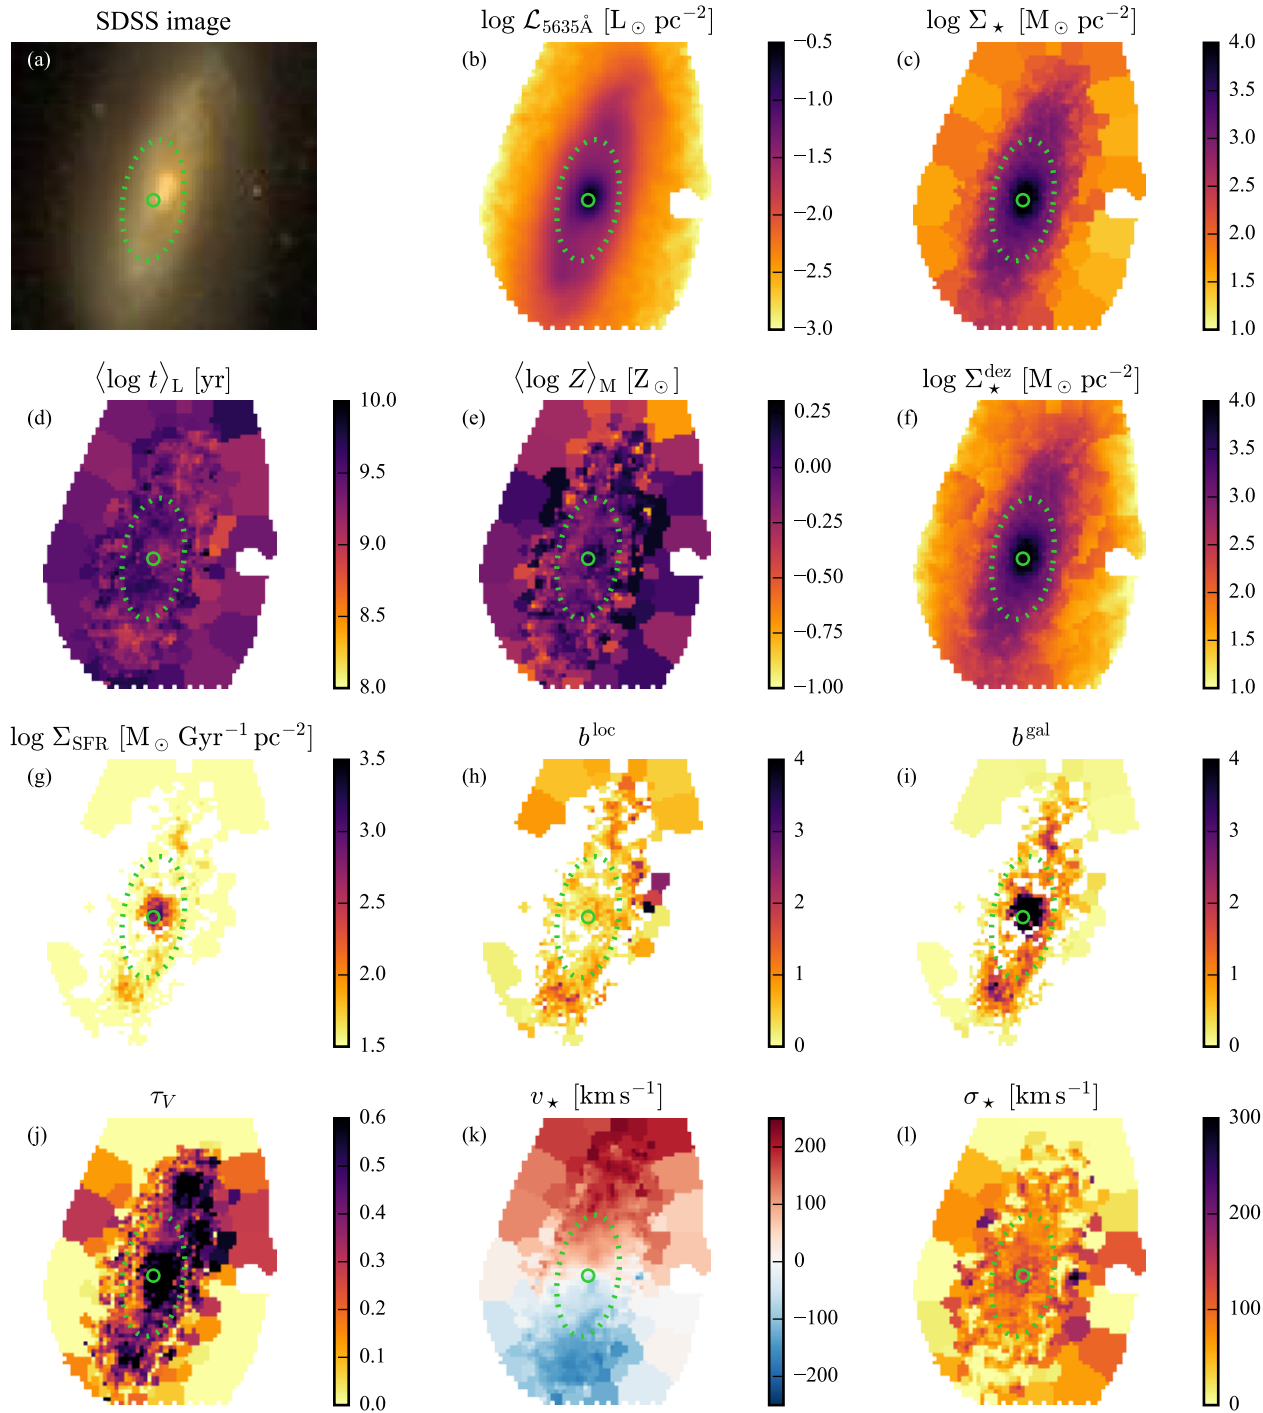 SDSS image
log ℒ₅₆₃₅Å [L⊙ pc⁻²]
log Σ⋆ [M⊙ pc⁻²]
(a)
(b)
−0.5
−1.0
−1.5
−2.0
−2.5
−3.0
(c)
4.0
3.5
3.0
2.5
2.0
1.5
1.0
⟨log t⟩L [yr]
⟨log Z⟩M [Z⊙]
log Σ⋆ᵈᵉᶻ [M⊙ pc⁻²]
(d)
10.0
9.5
9.0
8.5
8.0
(e)
0.25
0.00
−0.25
−0.50
−0.75
−1.00
(f)
4.0
3.5
3.0
2.5
2.0
1.5
1.0
log ΣSFR [M⊙ Gyr⁻¹ pc⁻²]
bˡᵒᶜ
bᵍᵃˡ
(g)
3.5
3.0
2.5
2.0
1.5
(h)
4
3
2
1
0
(i)
4
3
2
1
0
τV
v⋆ [km s⁻¹]
σ⋆ [km s⁻¹]
(j)
0.6
0.5
0.4
0.3
0.2
0.1
0.0
(k)
200
100
0
−100
−200
(l)
300
200
100
0